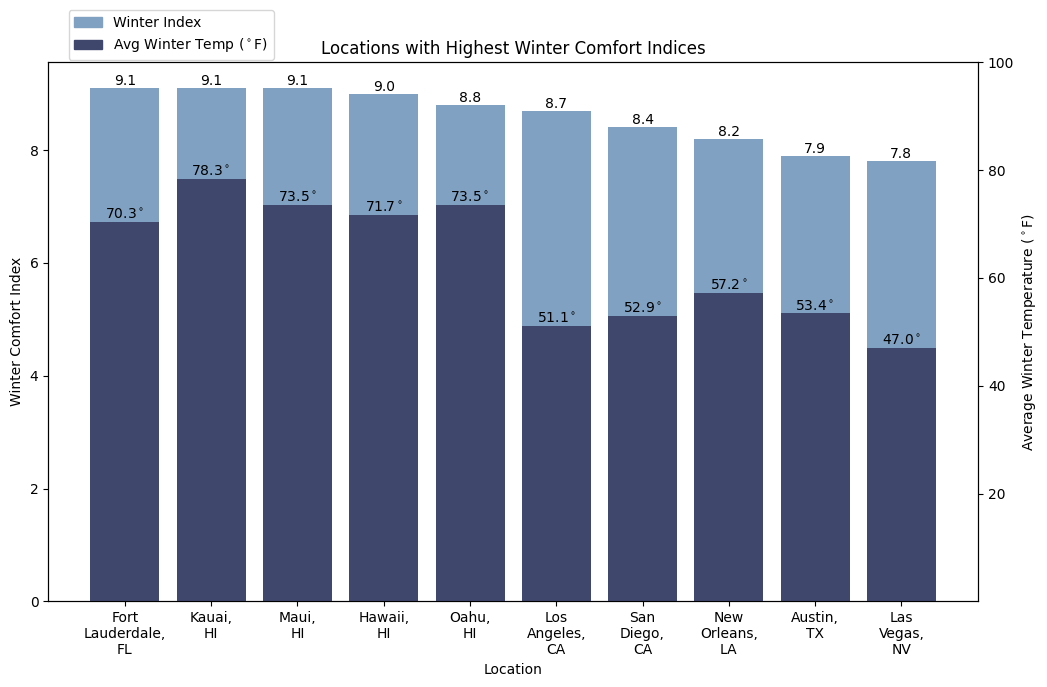 Winter Index
Avg Winter Temp (°F)
Locations with Highest Winter Comfort Indices
9.1
9.1
9.1
9.0
8.8
8.7
8.4
8.2
7.9
7.8
70.3°
78.3°
73.5°
71.7°
73.5°
51.1°
52.9°
57.2°
53.4°
47.0°
Winter Comfort Index
8
6
4
2
0
100
80
60
40
20
Average Winter Temperature (°F)
Fort
Lauderdale,
FL
Kauai,
HI
Maui,
HI
Hawaii,
HI
Oahu,
HI
Los
Angeles,
CA
San
Diego,
CA
New
Orleans,
LA
Austin,
TX
Las
Vegas,
NV
Location